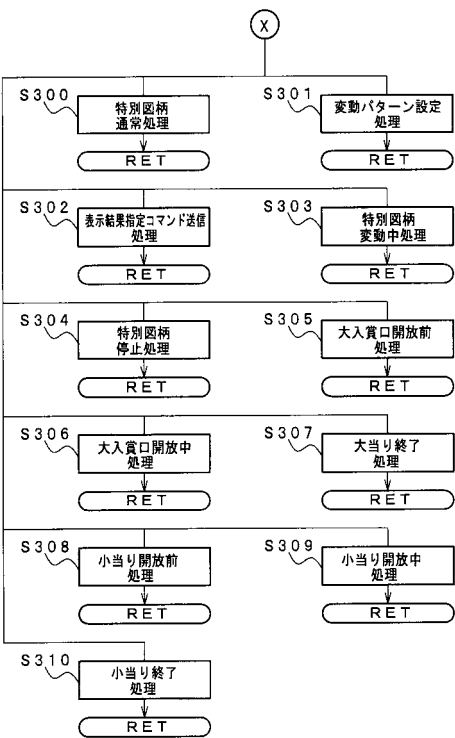 X
S300
特別図柄
通常処理
RET
S301
変動パターン設定
処理
RET
S302
表示結果指定コマンド送信
処理
RET
S303
特別図柄
変動中処理
RET
S304
特別図柄
停止処理
RET
S305
大入賞口開放前
処理
RET
S306
大入賞口開放中
処理
RET
S307
大当り終了
処理
RET
S308
小当り開放前
処理
RET
S309
小当り開放中
処理
RET
S310
小当り終了
処理
RET